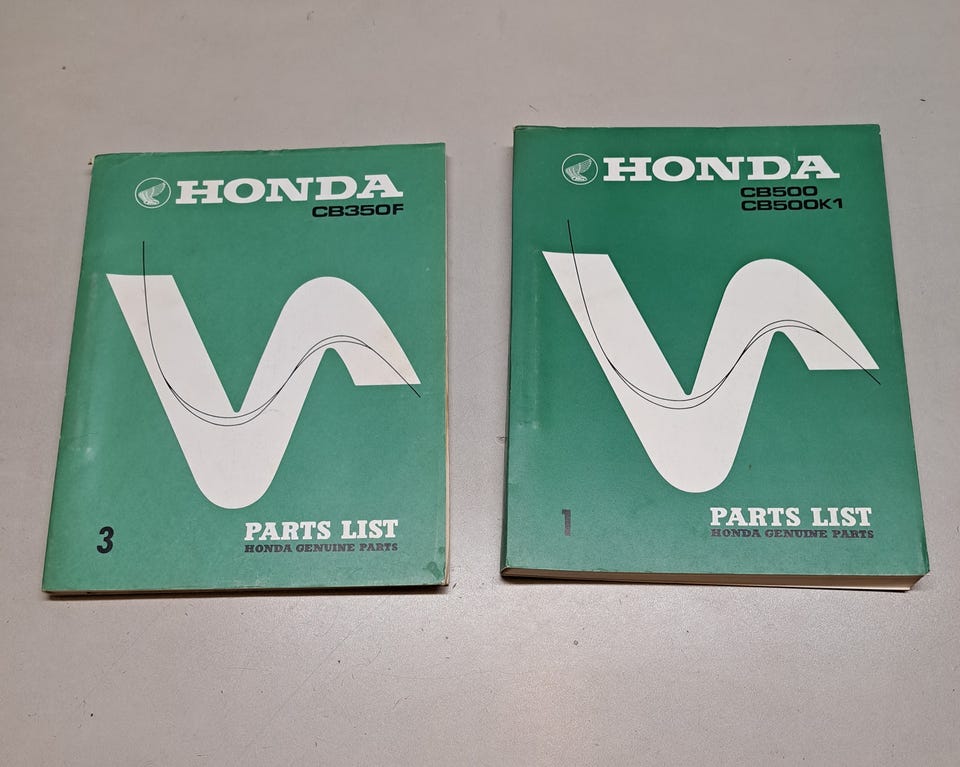 HONDA
CB350F
3
PARTS LIST
HONDA GENUINE PARTS
HONDA
CB500
CB500K1
1
PARTS LIST
HONDA GENUINE PARTS